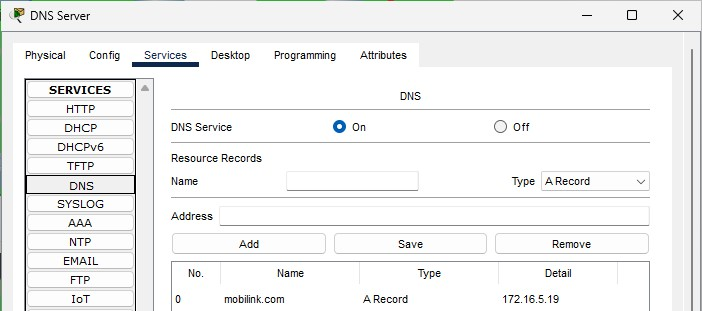 DNS Server
Physical Config Services Desktop Programming Attributes
SERVICES
HTTP
DHCP
DHCPv6
TFTP
DNS
SYSLOG
AAA
NTP
EMAIL
FTP
IoT
DNS
DNS Service On Off
Resource Records
Name Type A Record
Address
Add Save Remove
No. Name Type Detail
0 mobilink.com A Record 172.16.5.19